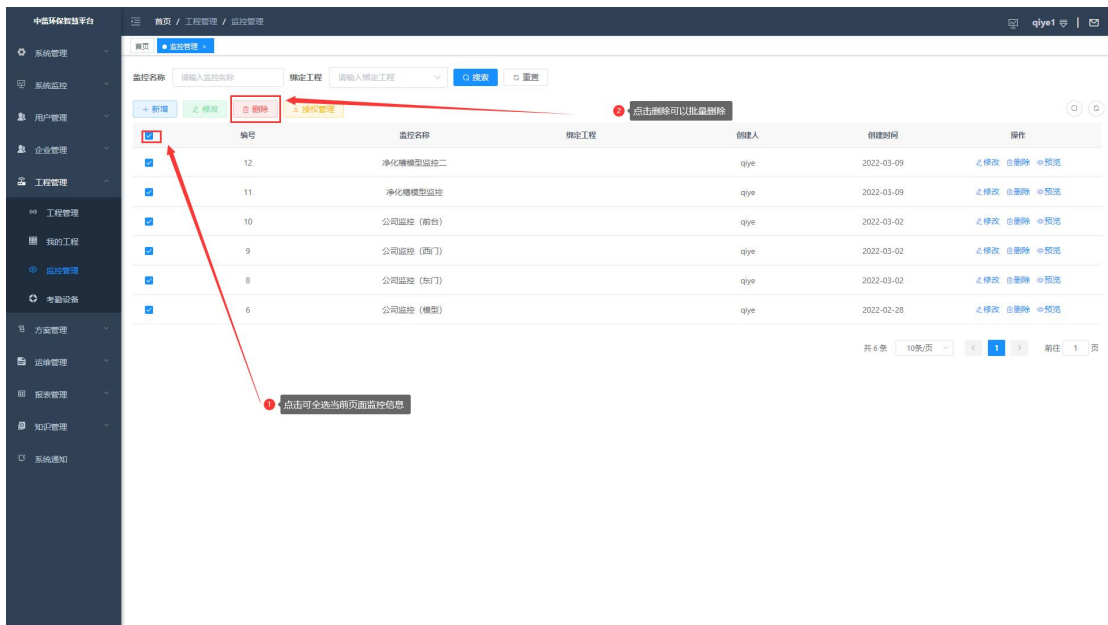 中蓝环保智慧平台
首页 / 工程管理 / 监控管理
qiye1
系统管理
系统监控
用户管理
企业管理
工程管理
工程管理
我的工程
监控管理
考勤设备
方案管理
运维管理
报表管理
知识管理
系统通知
首页 监控管理 ×
监控名称 请输入监控名称 绑定工程 请输入绑定工程 搜索 重置
+ 新增 修改 删除 授权管理
2 点击删除可以批量删除
编号 监控名称 绑定工程 创建人 创建时间 操作
12 净化槽模型监控二 qiye 2022-03-09 修改 删除 预览
11 净化槽模型监控 qiye 2022-03-09 修改 删除 预览
10 公司监控 (前台) qiye 2022-03-02 修改 删除 预览
9 公司监控 (西门) qiye 2022-03-02 修改 删除 预览
8 公司监控 (东门) qiye 2022-03-02 修改 删除 预览
6 公司监控 (模型) qiye 2022-02-28 修改 删除 预览
共 6 条 10条/页 < 1 > 前往 1 页
1 点击可全选当前页面监控信息